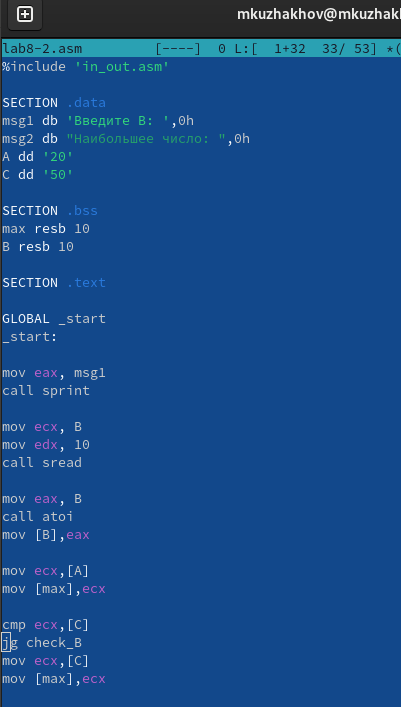 mkuzhakhov@mkuzhakl
lab8-2.asm [----] 0 L:[ 1+32 33/ 53] *(
%include 'in_out.asm'
SECTION .data
msg1 db 'Введите B: ',0h
msg2 db "Наибольшее число: ",0h
A dd '20'
C dd '50'
SECTION .bss
max resb 10
B resb 10
SECTION .text
GLOBAL _start
_start:
mov eax, msg1
call sprint
mov ecx, B
mov edx, 10
call sread
mov eax, B
call atoi
mov [B],eax
mov ecx,[A]
mov [max],ecx
cmp ecx,[C]
jg check_B
mov ecx,[C]
mov [max],ecx